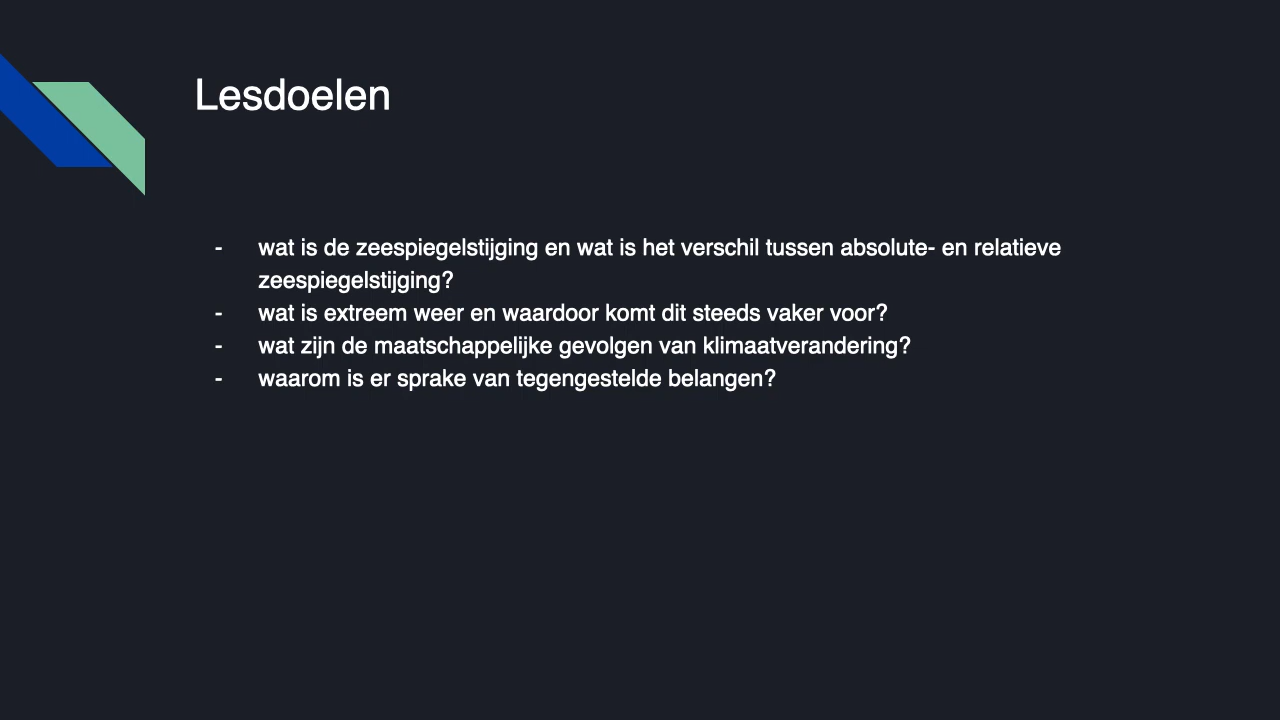 Lesdoelen
- wat is de zeespiegelstijging en wat is het verschil tussen absolute- en relatieve
zeespiegelstijging?
- wat is extreem weer en waardoor komt dit steeds vaker voor?
- wat zijn de maatschappelijke gevolgen van klimaatverandering?
- waarom is er sprake van tegengestelde belangen?